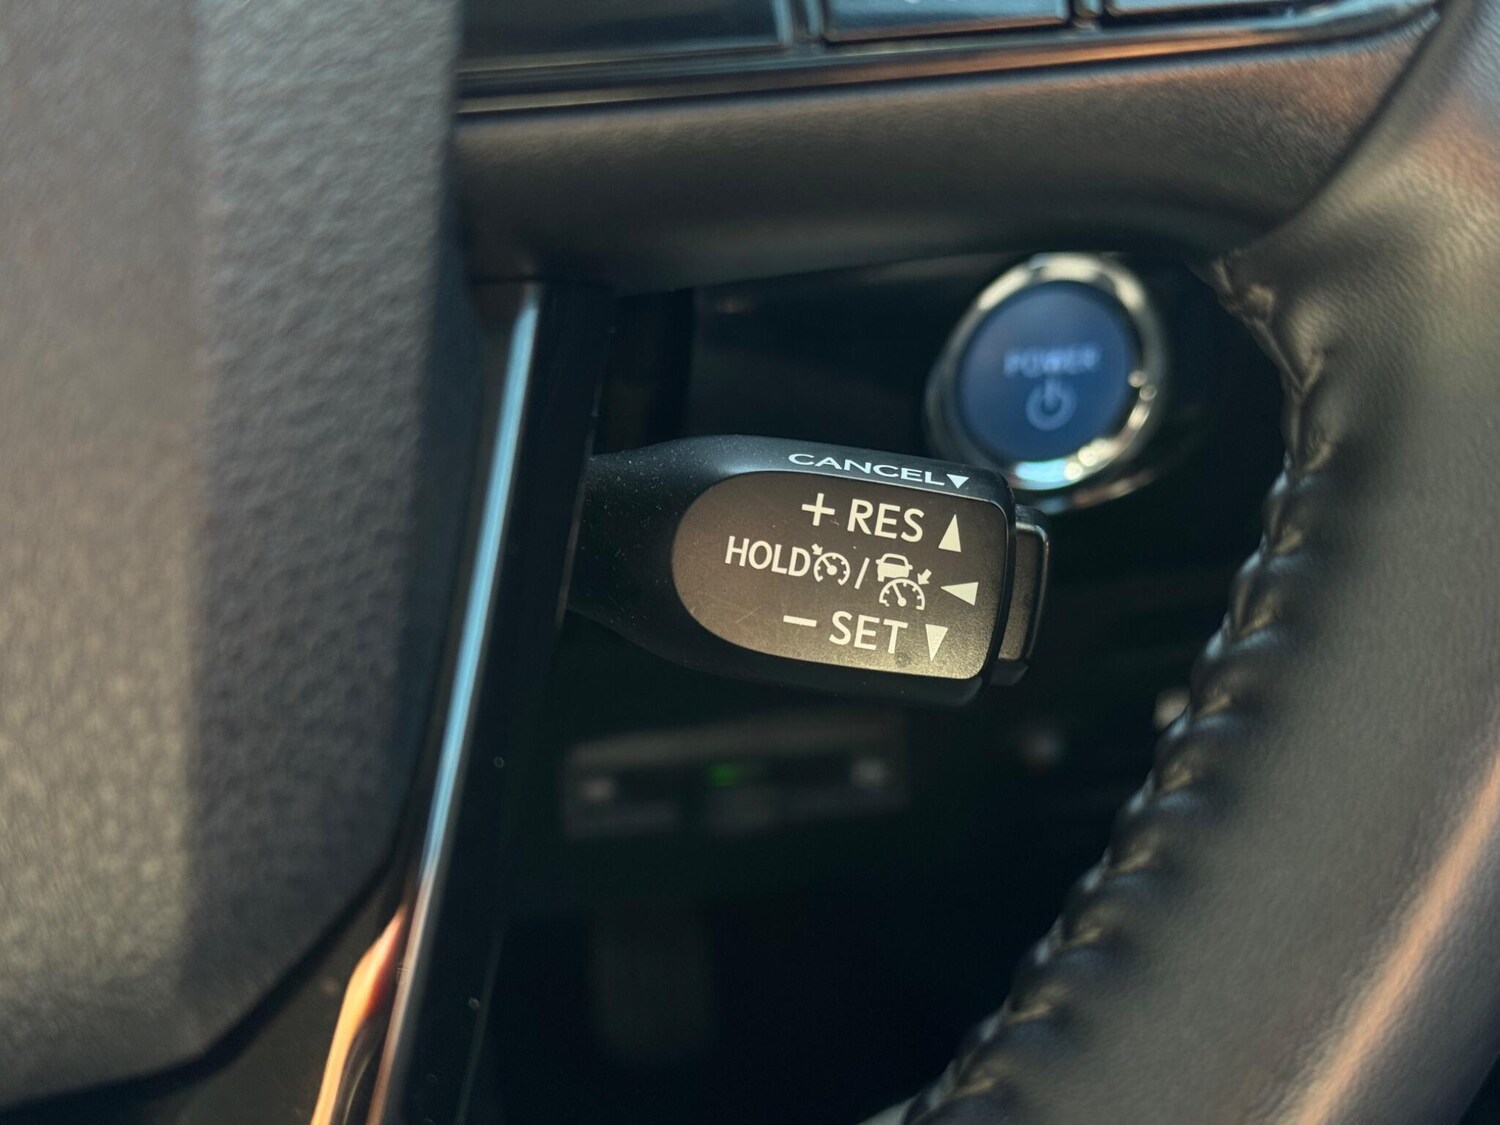 POWER
CANCEL▼
+ RES ▲
HOLD / ◀
− SET ▼